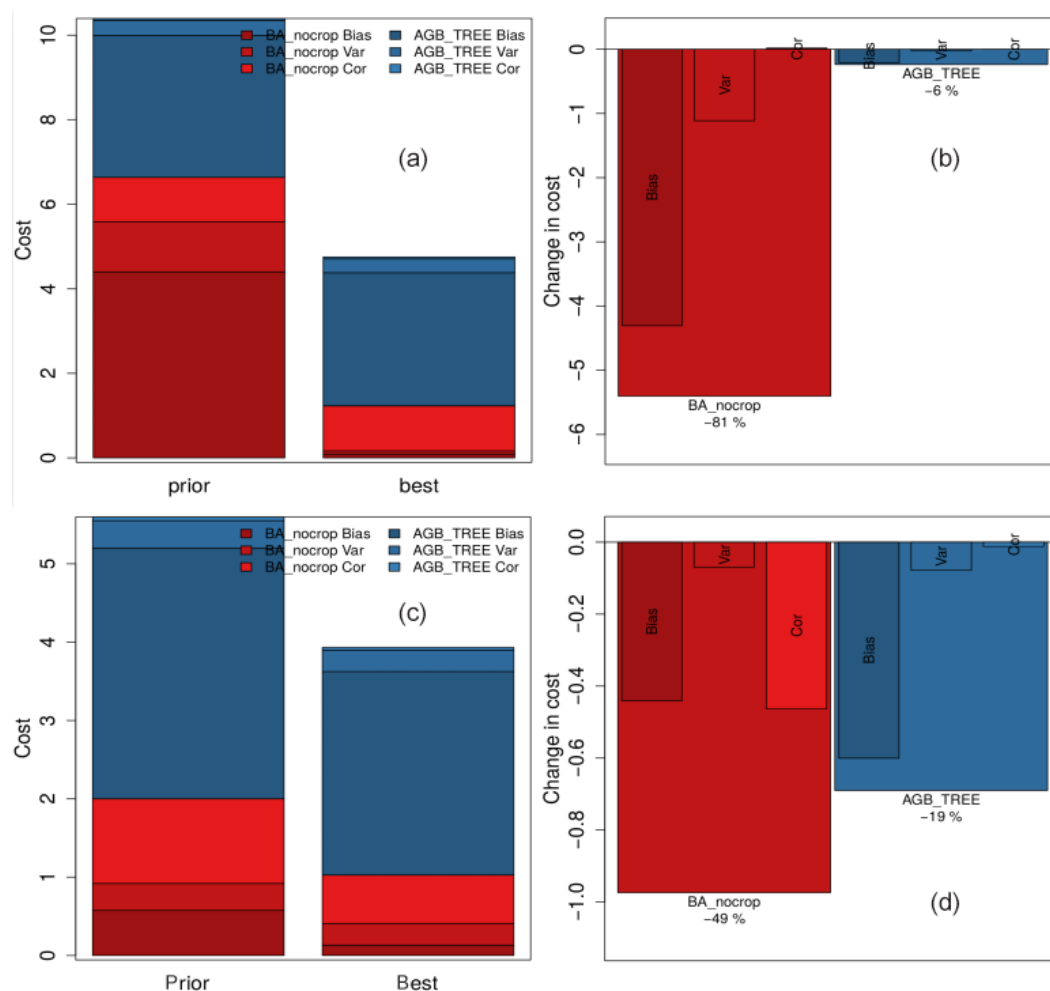 BA_nocrop Bias AGB_TREE Bias
BA_nocrop Var AGB_TREE Var
BA_nocrop Cor AGB_TREE Cor
(a)
Cost
0 2 4 6 8 10
prior best
Bias Var Cor Bias Var Cor
AGB_TREE
−6 %
(b)
Change in cost
0 −1 −2 −3 −4 −5 −6
BA_nocrop
−81 %
BA_nocrop Bias AGB_TREE Bias
BA_nocrop Var AGB_TREE Var
BA_nocrop Cor AGB_TREE Cor
(c)
Cost
0 1 2 3 4 5
Prior Best
Bias Var Cor Bias Var Cor
Change in cost
0.0 −0.2 −0.4 −0.6 −0.8 −1.0
AGB_TREE
−19 %
BA_nocrop
−49 %
(d)